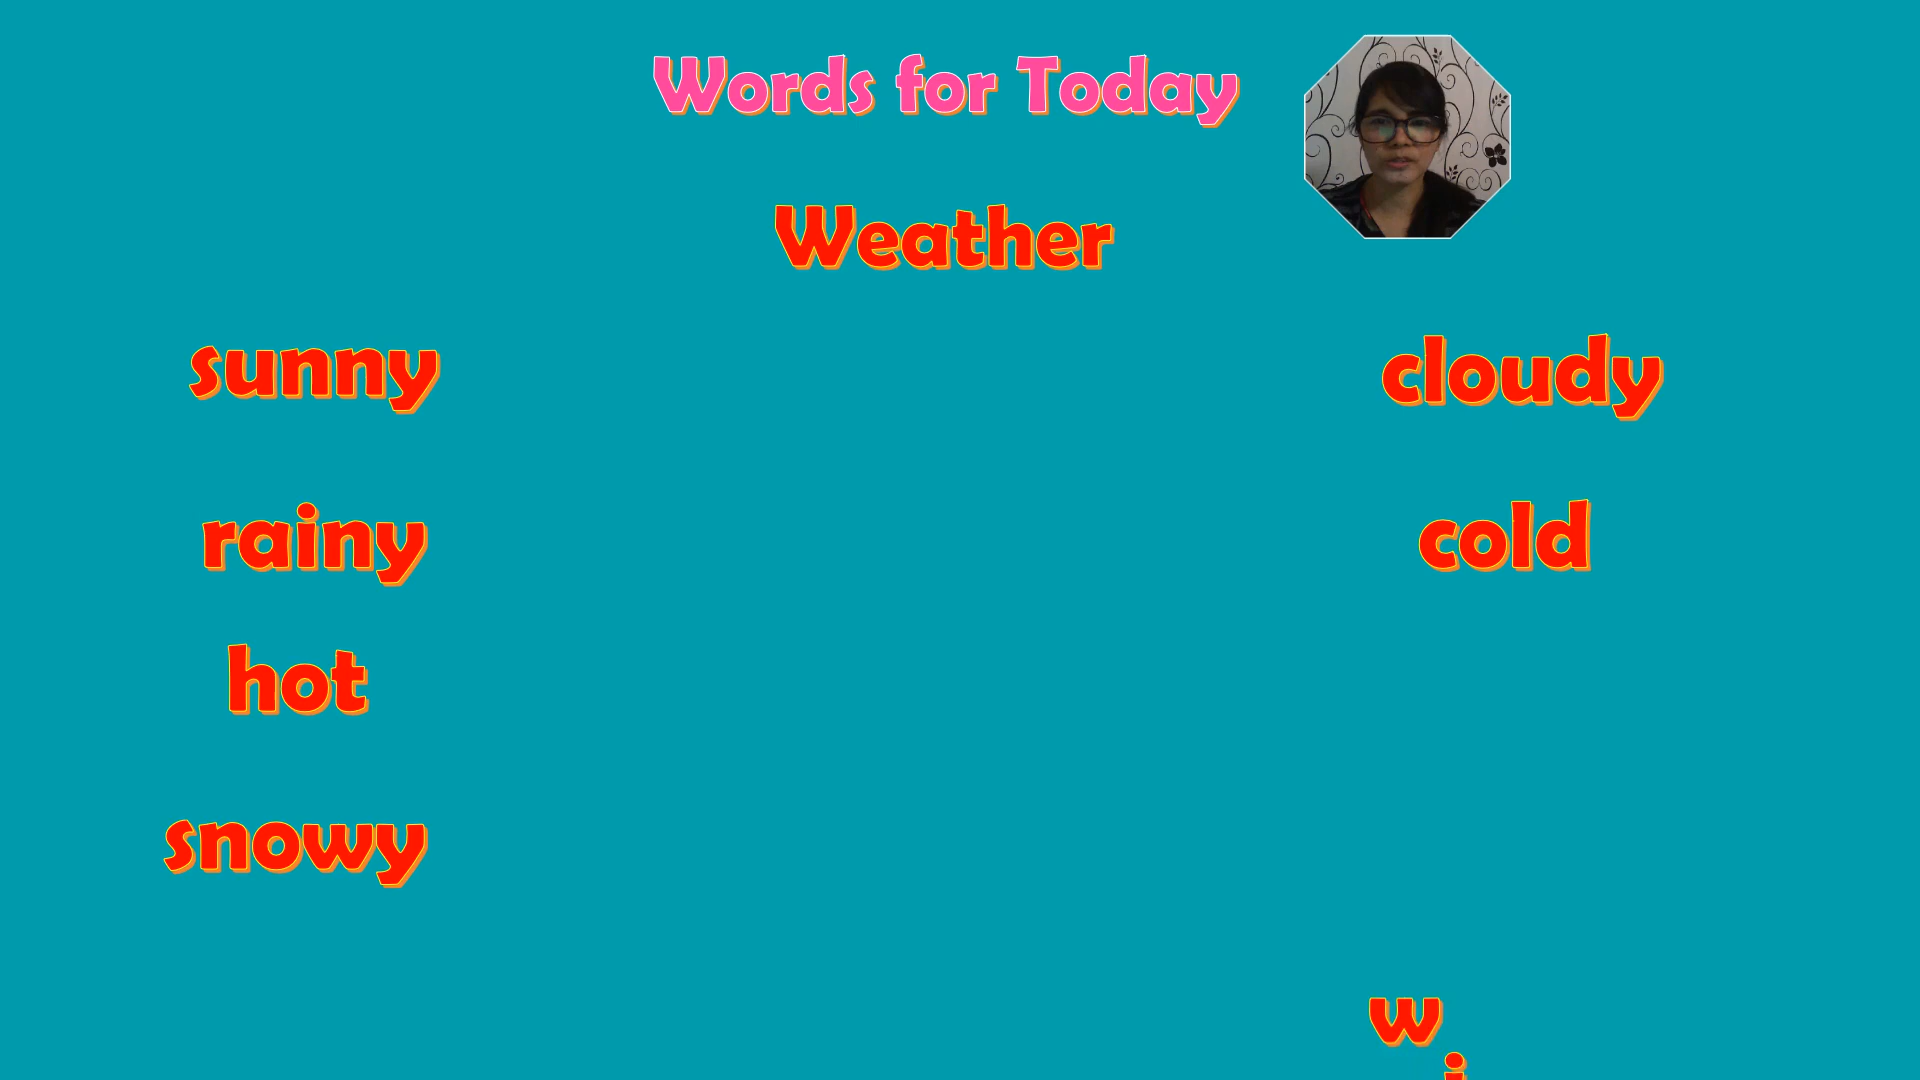 Words for Today
Weather
sunny
cloudy
rainy
cold
hot
snowy
w
i